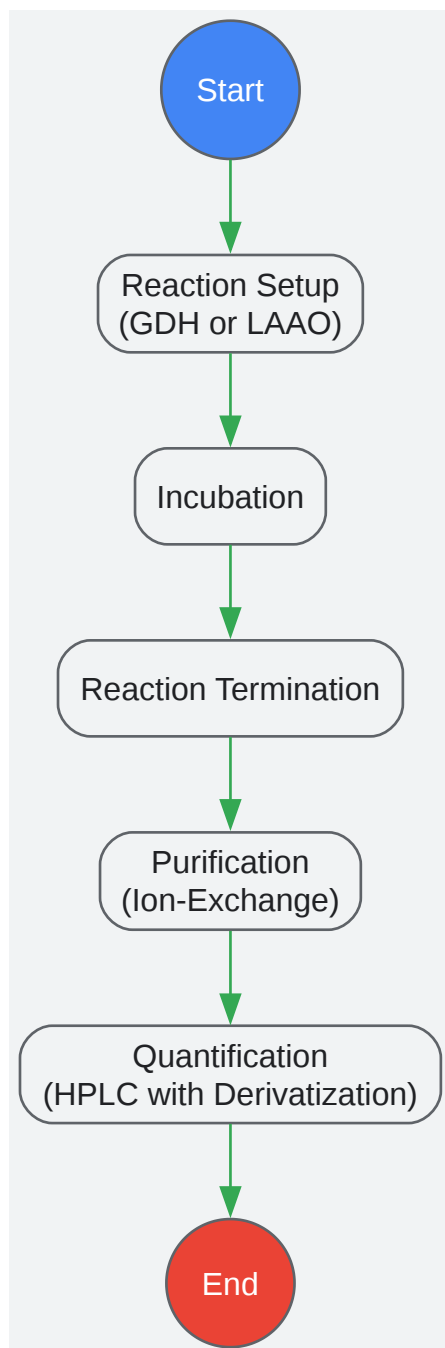 Start
Reaction Setup
(GDH or LAAO)
Incubation
Reaction Termination
Purification
(Ion-Exchange)
Quantification
(HPLC with Derivatization)
End